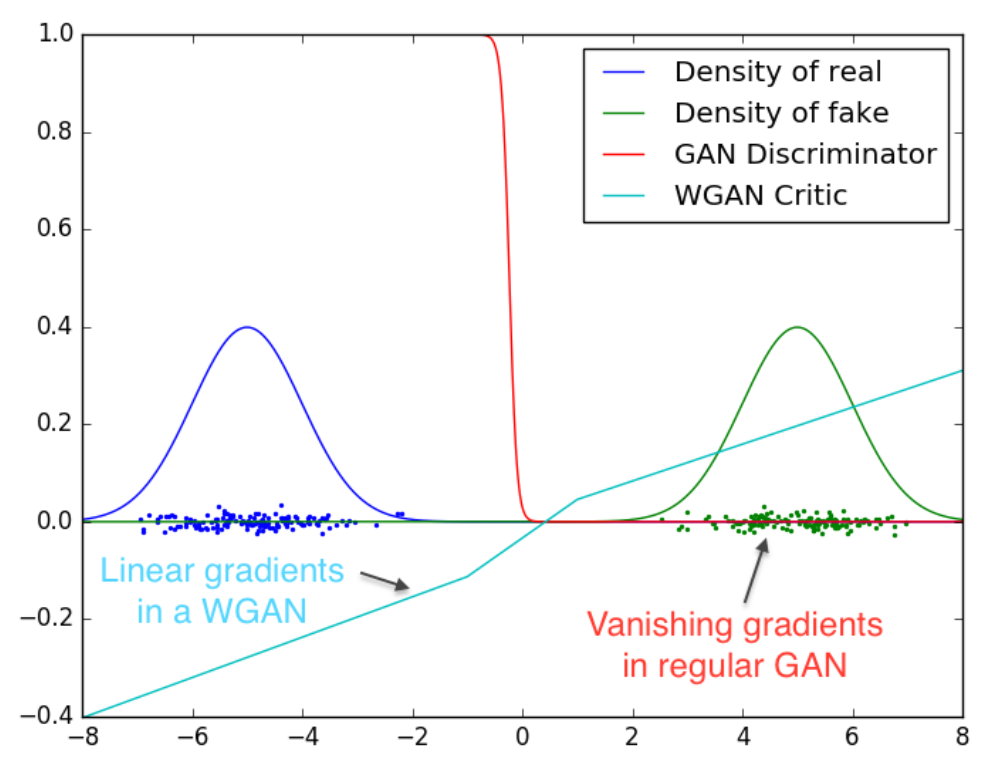 1.0
0.8
0.6
0.4
0.2
0.0
−0.2
−0.4
−8
−6
−4
−2
0
2
4
6
8
Density of real
Density of fake
GAN Discriminator
WGAN Critic
Linear gradients
in a WGAN
Vanishing gradients
in regular GAN